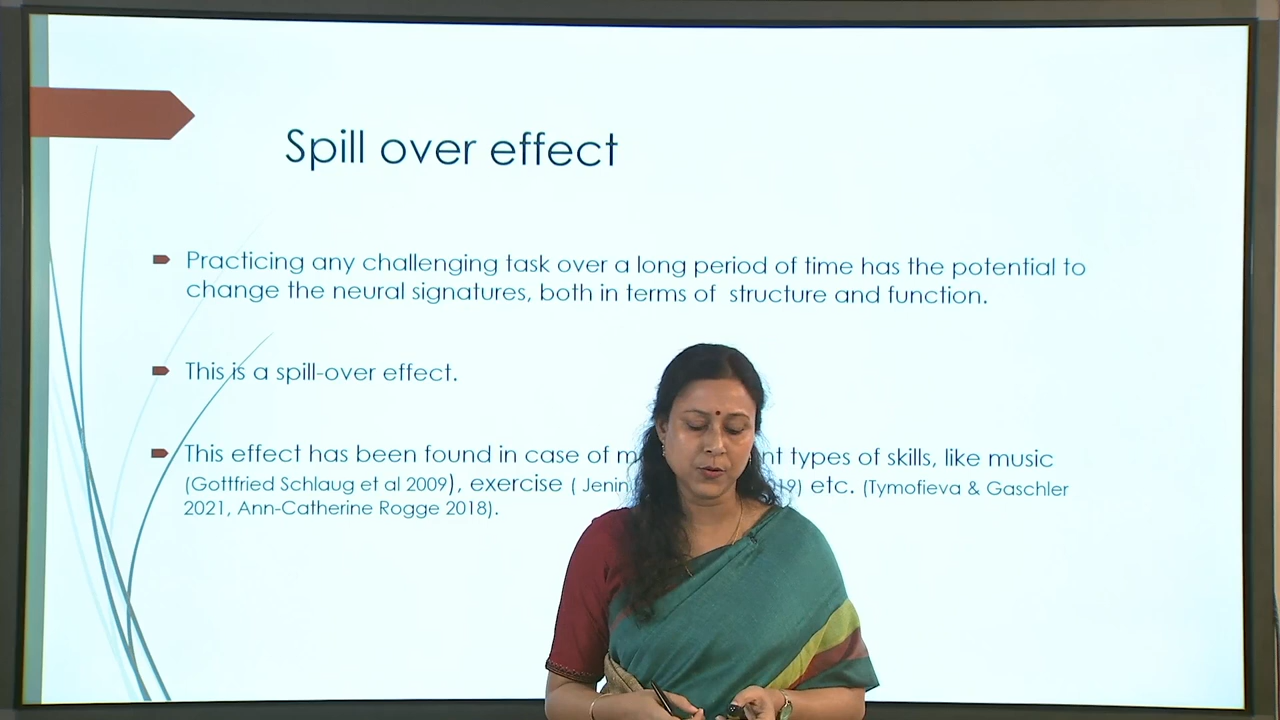 Spill over effect
Practicing any challenging task over a long period of time has the potential to
change the neural signatures, both in terms of structure and function.
This is a spill-over effect.
This effect has been found in case of types of skills, like music
(Gottfried Schlaug et al 2009), exercise ( etc. (Tymofieva & Gaschler
2021, Ann-Catherine Rogge 2018).